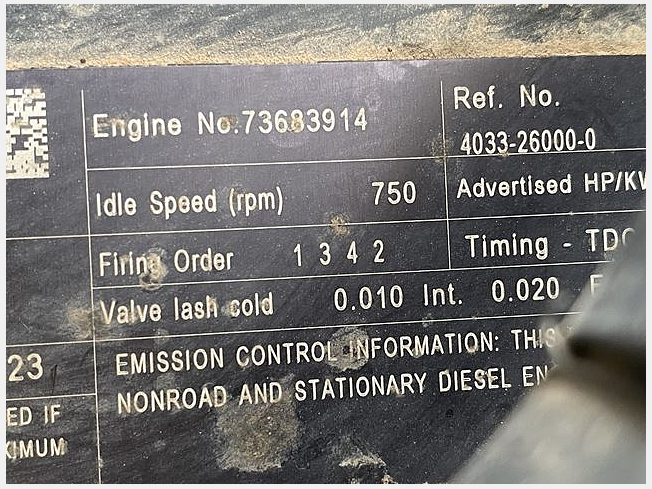 Engine No.73683914
Ref. No.
4033-26000-0
Idle Speed (rpm) 750
Advertised HP/KW
Firing Order 1 3 4 2
Timing - TDC
Valve lash cold 0.010 Int. 0.020 E
23
EMISSION CONTROL INFORMATION: THIS
NONROAD AND STATIONARY DIESEL EN
ED IF
XIMUM